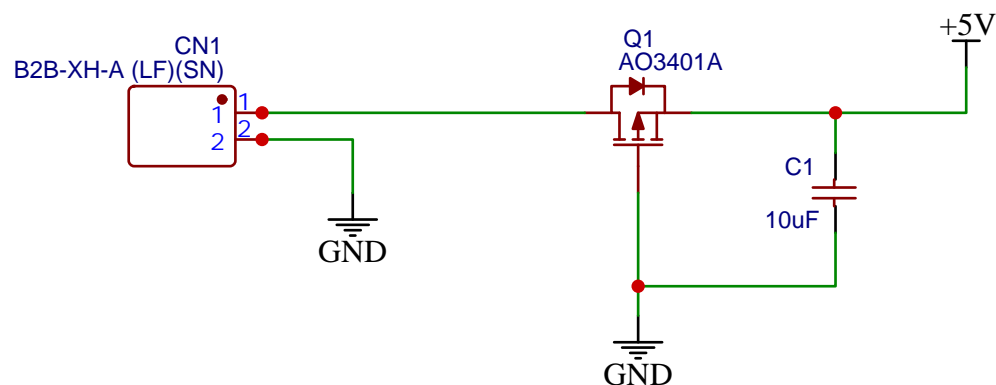 CN1
B2B-XH-A (LF)(SN)
1
1
2
2
GND
Q1
AO3401A
+5V
C1
10uF
GND